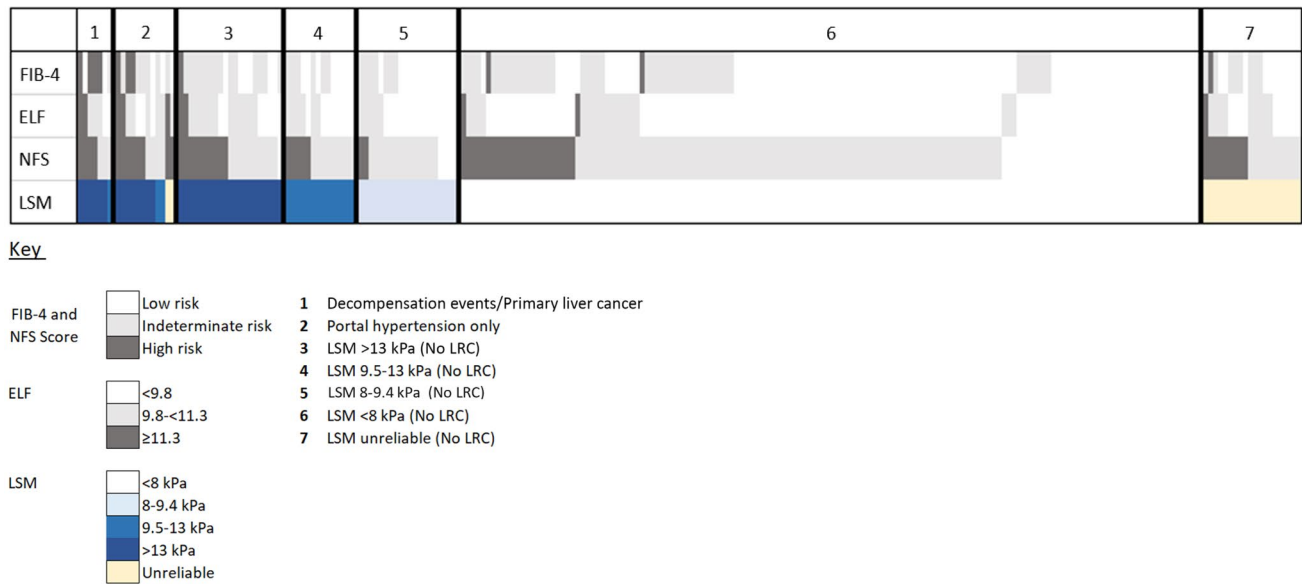 1 2 3 4 5 6 7
FIB-4
ELF
NFS
LSM
Key
FIB-4 and
NFS Score
Low risk
Indeterminate risk
High risk
ELF
<9.8
9.8-<11.3
≥11.3
LSM
<8 kPa
8-9.4 kPa
9.5-13 kPa
>13 kPa
Unreliable
1 Decompensation events/Primary liver cancer
2 Portal hypertension only
3 LSM >13 kPa (No LRC)
4 LSM 9.5-13 kPa (No LRC)
5 LSM 8-9.4 kPa (No LRC)
6 LSM <8 kPa (No LRC)
7 LSM unreliable (No LRC)